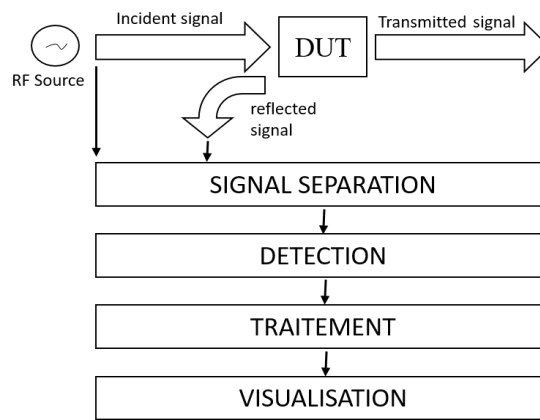 Incident signal
Transmitted signal
DUT
RF Source
reflected
signal
SIGNAL SEPARATION
DETECTION
TRAITEMENT
VISUALISATION